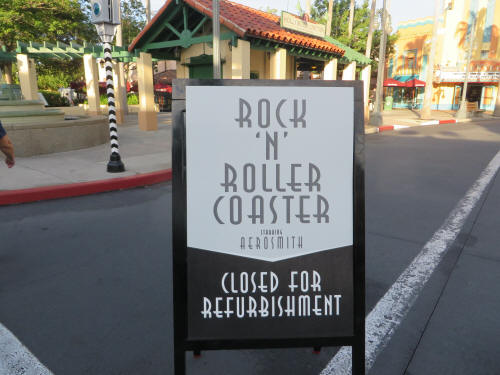 ROCK
'N'
ROLLER
COASTER
STARRING
AEROSMITH
CLOSED FOR
REFURBISHMENT